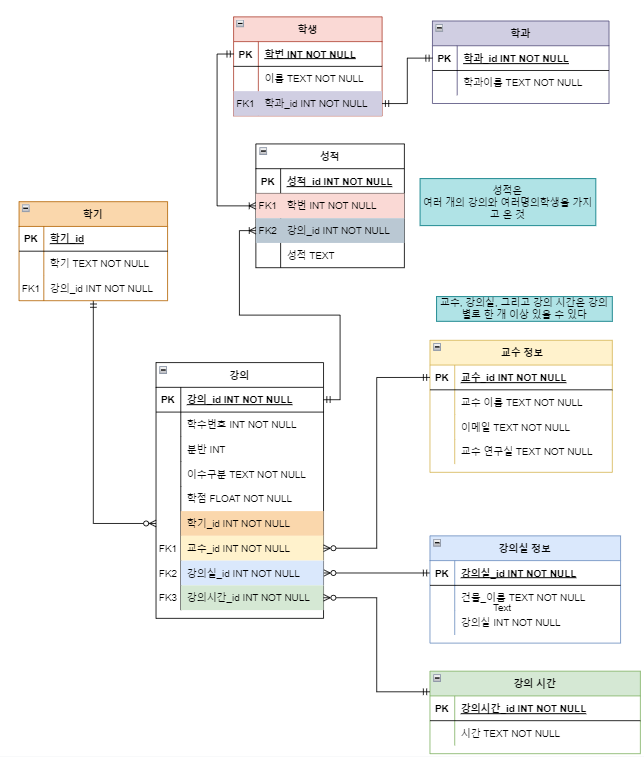 학생
PK 학번 INT NOT NULL
이름 TEXT NOT NULL
FK1 학과_id INT NOT NULL
학과
PK 학과_id INT NOT NULL
학과이름 TEXT NOT NULL
성적
PK 성적_id INT NOT NULL
FK1 학번 INT NOT NULL
FK2 강의_id INT NOT NULL
성적 TEXT
성적은
여러 개의 강의와 여러명의학생을 가지
고 온 것
학기
PK 학기_id
학기 TEXT NOT NULL
FK1 강의_id INT NOT NULL
교수, 강의실, 그리고 강의 시간은 강의
별로 한 개 이상 있을 수 있다
강의
PK 강의_id INT NOT NULL
학수번호 INT NOT NULL
분반 INT
이수구분 TEXT NOT NULL
학점 FLOAT NOT NULL
학기_id INT NOT NULL
FK1 교수_id INT NOT NULL
FK2 강의실_id INT NOT NULL
FK3 강의시간_id INT NOT NULL
교수 정보
PK 교수_id INT NOT NULL
교수 이름 TEXT NOT NULL
이메일 TEXT NOT NULL
교수 연구실 TEXT NOT NULL
강의실 정보
PK 강의실_id INT NOT NULL
건물_이름 TEXT NOT NULL
Text
강의실 INT NOT NULL
강의 시간
PK 강의시간_id INT NOT NULL
시간 TEXT NOT NULL